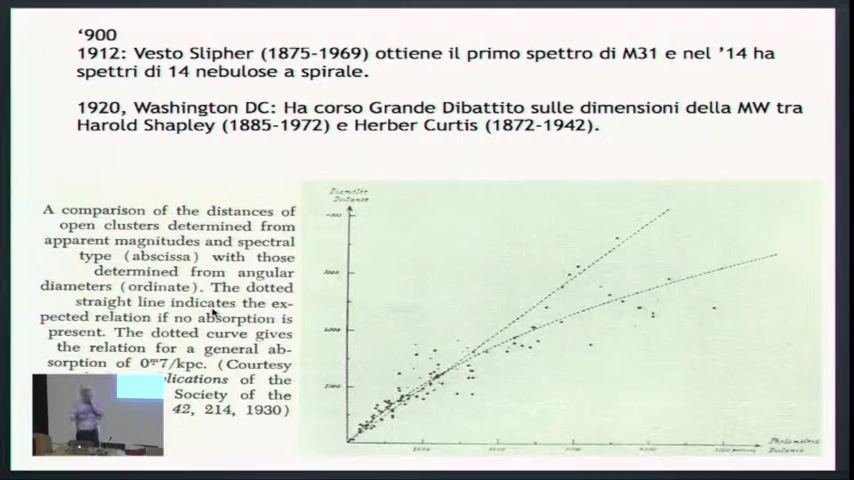 ‘900
1912: Vesto Slipher (1875-1969) ottiene il primo spettro di M31 e nel ’14 ha
spettri di 14 nebulose a spirale.
1920, Washington DC: Ha corso Grande Dibattito sulle dimensioni della MW tra
Harold Shapley (1885-1972) e Herber Curtis (1872-1942).
A comparison of the distances of
open clusters determined from
apparent magnitudes and spectral
type (abscissa) with those
determined from angular
diameters (ordinate). The dotted
straight line indicates the ex-
pected relation if no absorption is
present. The dotted curve gives
the relation for a general ab-
sorption of 0ᵐ7/kpc. (Courtesy
of the
Society of the
42, 214, 1930)
Diameter
Distance
Photometric
Distance